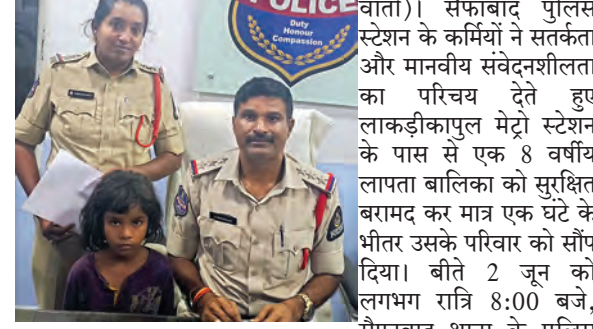 POLICE
Duty
Honour
Compassion
वार्ता)। सैफाबाद पुलिस
स्टेशन के कर्मियों ने सतर्कता
और मानवीय संवेदनशीलता
का परिचय देते हुए
लाकड़ीकापुल मेट्रो स्टेशन
के पास से एक 8 वर्षीय
लापता बालिका को सुरक्षित
बरामद कर मात्र एक घंटे के
भीतर उसके परिवार को सौंप
दिया। बीते 2 जून को
लगभग रात्रि 8:00 बजे,